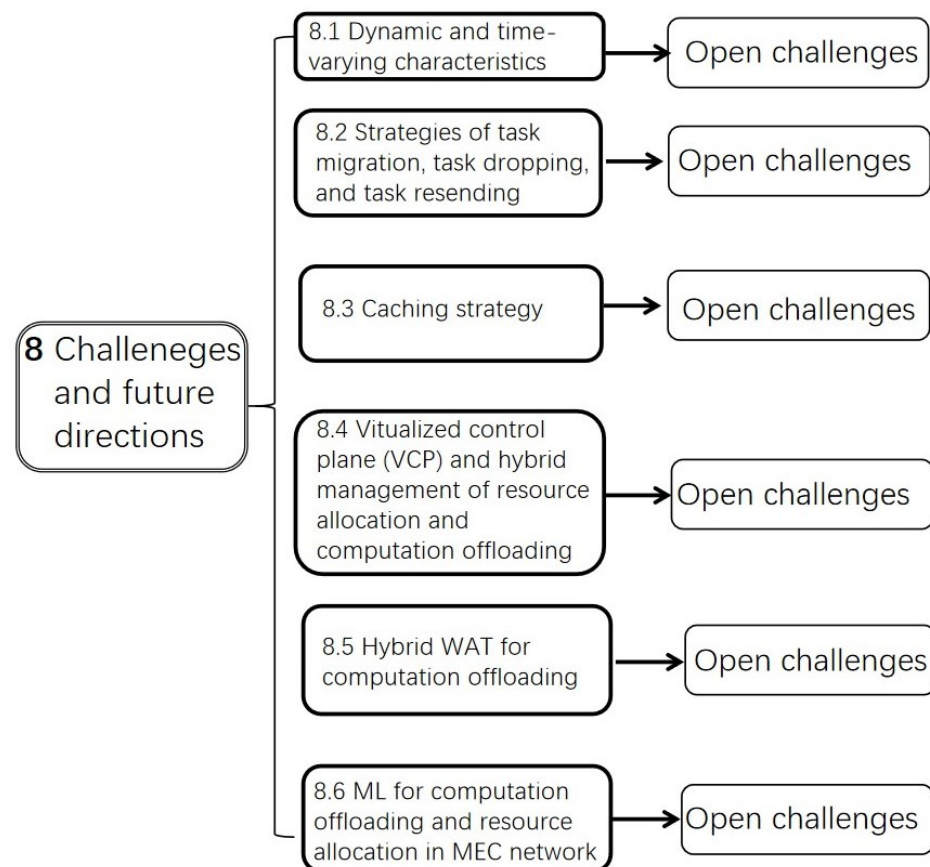 8.1 Dynamic and time-
varying characteristics
Open challenges
8.2 Strategies of task
migration, task dropping,
and task resending
Open challenges
8.3 Caching strategy
Open challenges
8 Challeneges
and future
directions
8.4 Vitualized control
plane (VCP) and hybrid
management of resource
allocation and
computation offloading
Open challenges
8.5 Hybrid WAT for
computation offloading
Open challenges
8.6 ML for computation
offloading and resource
allocation in MEC network
Open challenges